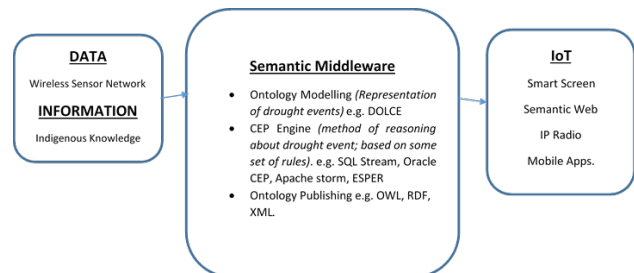 DATA
Wireless Sensor Network
INFORMATION
Indigenous Knowledge
Semantic Middleware
• Ontology Modelling (Representation
of drought events) e.g. DOLCE
• CEP Engine (method of reasoning
about drought event; based on some
set of rules). e.g. SQL Stream, Oracle
CEP, Apache storm, ESPER
• Ontology Publishing e.g. OWL, RDF,
XML.
IoT
Smart Screen
Semantic Web
IP Radio
Mobile Apps.